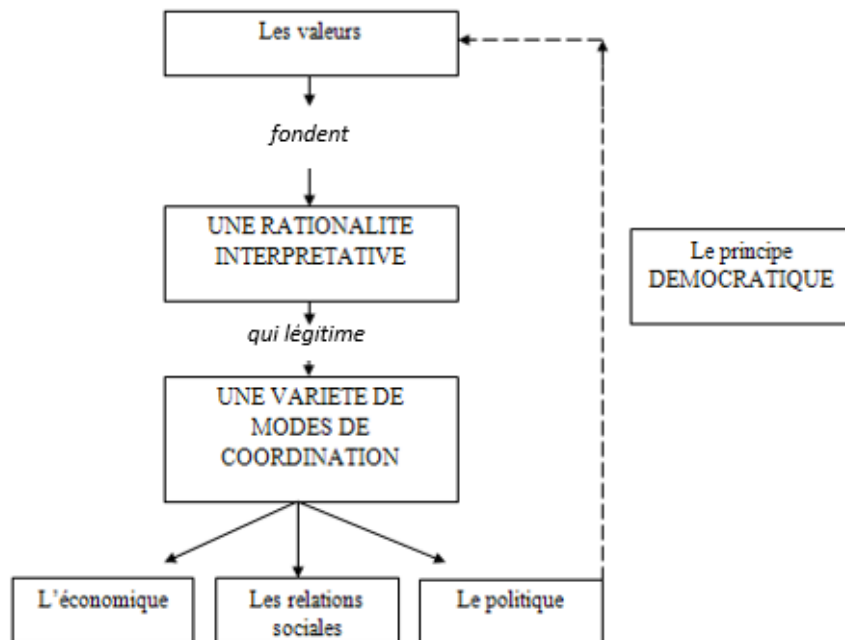 Les valeurs
fondent
UNE RATIONALITE
INTERPRETATIVE
Le principe
DEMOCRATIQUE
qui légitime
UNE VARIETE DE
MODES DE
COORDINATION
L'économique
Les relations
sociales
Le politique